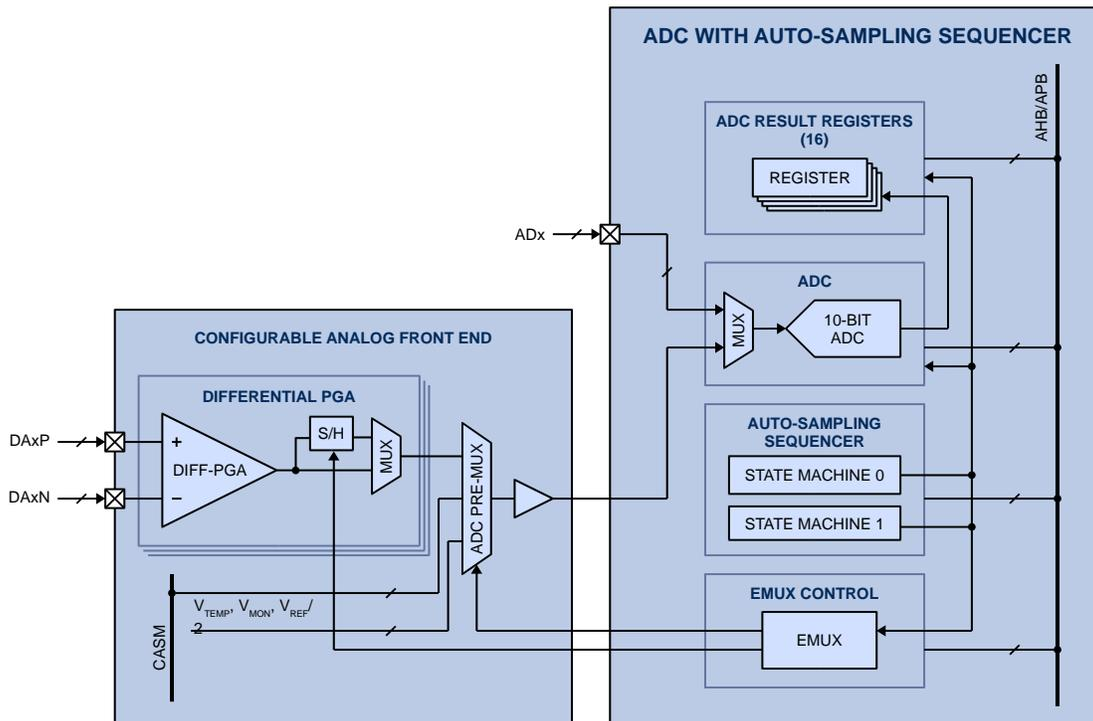 ADC WITH AUTO-SAMPLING SEQUENCER
AHB/APB
ADC RESULT REGISTERS
(16)
REGISTER
ADx
ADC
MUX
10-BIT
ADC
CONFIGURABLE ANALOG FRONT END
DIFFERENTIAL PGA
DAxP
DAxN
+
DIFF-PGA
−
S/H
MUX
ADC PRE-MUX
AUTO-SAMPLING
SEQUENCER
STATE MACHINE 0
STATE MACHINE 1
CASM
VTEMP, VMON, VREF/
2
EMUX CONTROL
EMUX